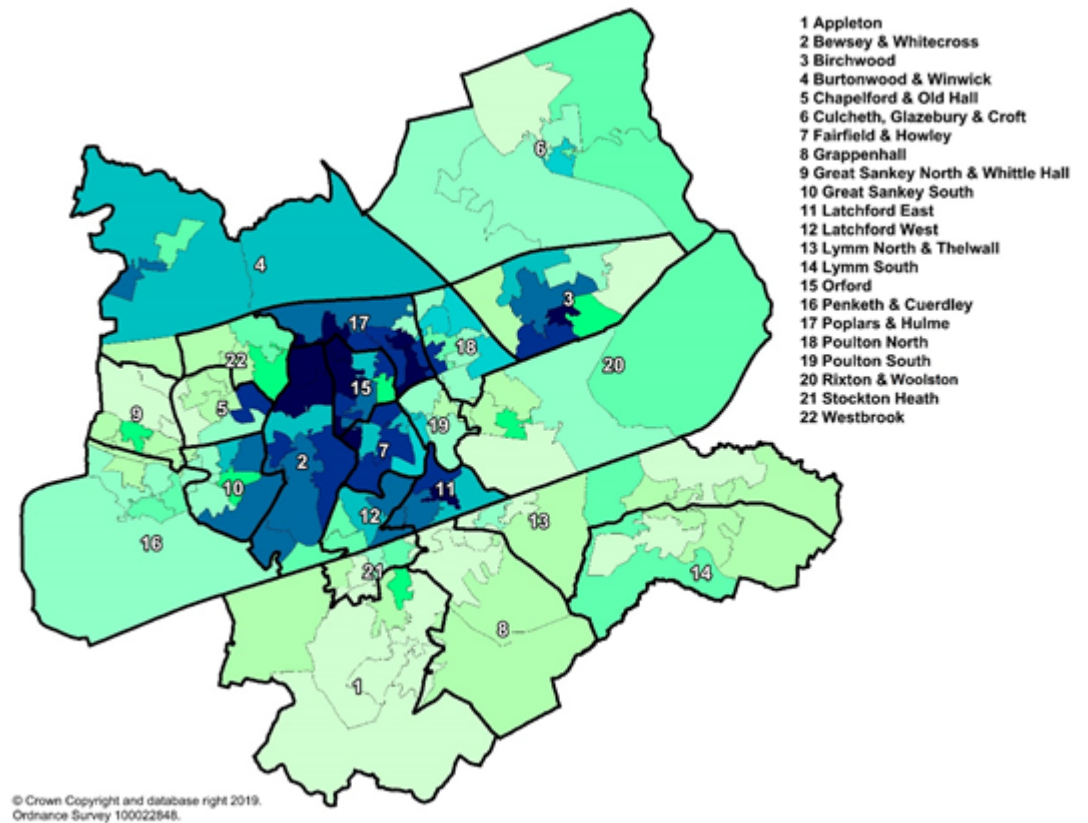 1 Appleton
2 Bewsey & Whitecross
3 Birchwood
4 Burtonwood & Winwick
5 Chapelford & Old Hall
6 Culcheth, Glazebury & Croft
7 Fairfield & Howley
8 Grappenhall
9 Great Sankey North & Whittle Hall
10 Great Sankey South
11 Latchford East
12 Latchford West
13 Lymm North & Thelwall
14 Lymm South
15 Orford
16 Penketh & Cuerdley
17 Poplars & Hulme
18 Poulton North
19 Poulton South
20 Rixton & Woolston
21 Stockton Heath
22 Westbrook
6
4
3
17
18
22
20
15
5
9
19
7
2
10
11
12
13
16
21
14
8
1
© Crown Copyright and database right 2019.
Ordnance Survey 100022848.